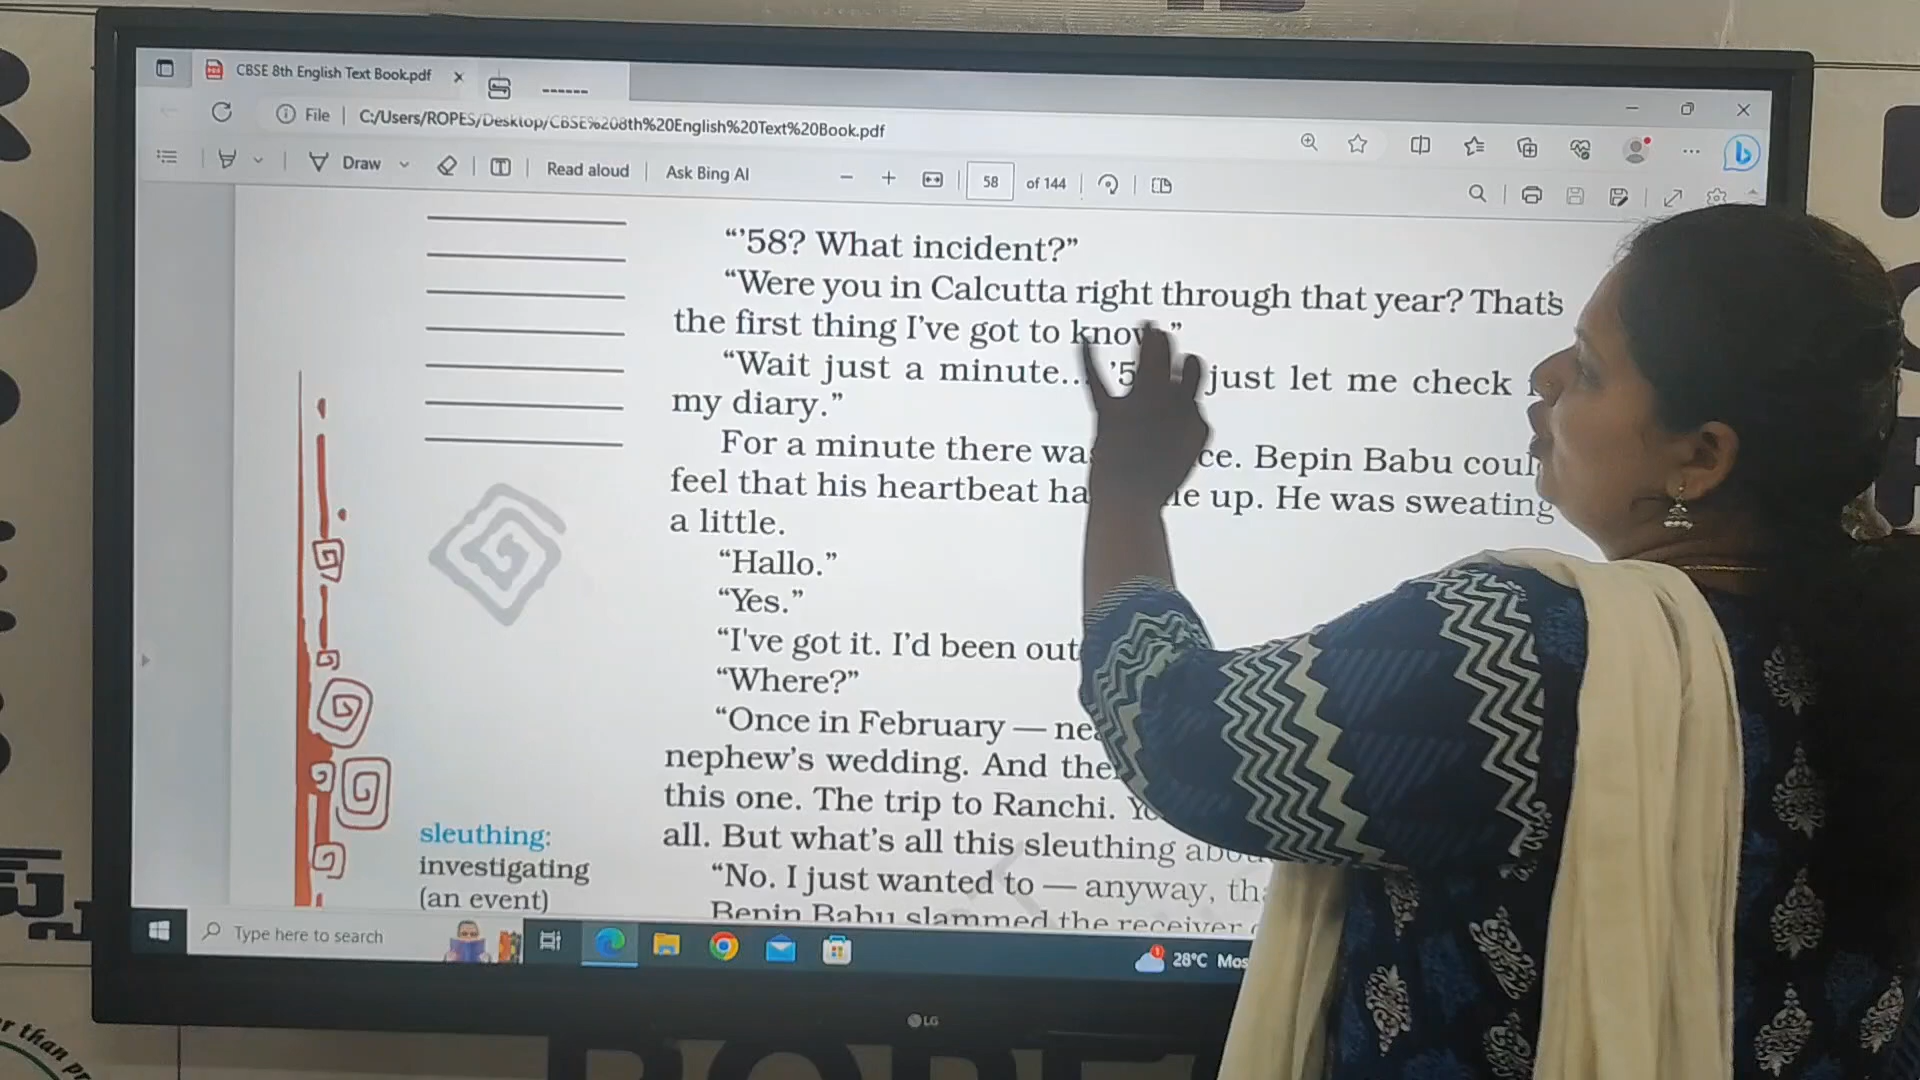 CBSE 8th English Text Book.pdf
File
C:/Users/ROPES/Desktop/CBSE%208th%20English%20Text%20Book.pdf
Draw
Read aloud
Ask Bing AI
58
of 144
“’58? What incident?”
“Were you in Calcutta right through that year? That’s
the first thing I’ve got to know.”
“Wait just a minute... just let me check
my diary.”
For a minute there Bepin Babu
feel that his heartbeat up. He was sweating
a little.
“Hallo.”
“Yes.”
“I've got it. I’d been out
“Where?”
“Once in February —
nephew’s wedding. And
this one. The trip to Ranchi.
all. But what’s all this sleuthing
“No. I just wanted to — anyway,
Bepin Babu slammed the receiver
sleuthing:
investigating
(an event)
Type here to search
28°C
LG
r than